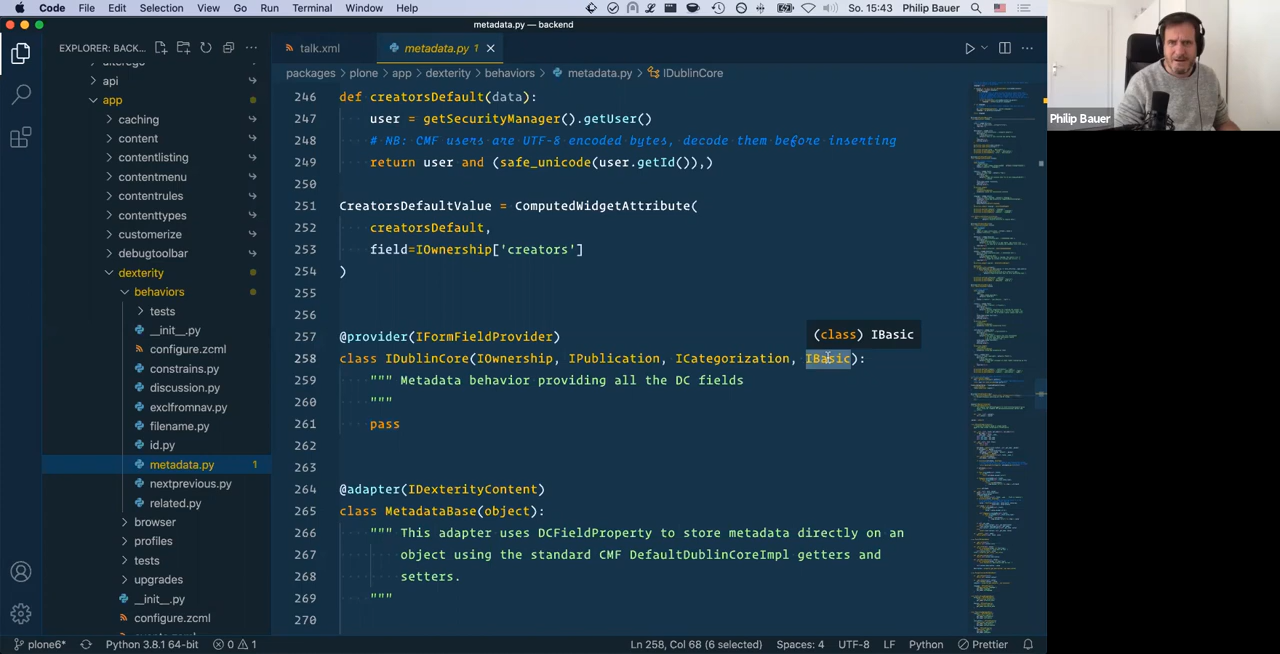 Code File Edit Selection View Go Run Terminal Window Help So. 15:43 Philip Bauer
metadata.py — backend
EXPLORER: BACK...
talk.xml
metadata.py 1
packages > plone > app > dexterity > behaviors > metadata.py > IDublinCore
api
app
caching
content
contentlisting
contentmenu
contentrules
contenttypes
customerize
debugtoolbar
dexterity
behaviors
tests
__init__.py
configure.zcml
constrains.py
discussion.py
exclfromnav.py
filename.py
id.py
metadata.py 1
nextprevious.py
related.py
browser
profiles
tests
upgrades
__init__.py
configure.zcml
246 def creatorsDefault(data):
247 user = getSecurityManager().getUser()
248 # NB: CMF users are UTF-8 encoded bytes, decode them before inserting
249 return user and (safe_unicode(user.getId()),)
250
251 CreatorsDefaultValue = ComputedWidgetAttribute(
252 creatorsDefault,
253 field=IOwnership['creators']
254 )
255
256
257 @provider(IFormFieldProvider)
(class) IBasic
258 class IDublinCore(IOwnership, IPublication, ICategorization, IBasic):
259 """ Metadata behavior providing all the DC fields
260 """
261 pass
262
263
264 @adapter(IDexterityContent)
265 class MetadataBase(object):
266 """ This adapter uses DCFieldProperty to store metadata directly on an
267 object using the standard CMF DefaultDublinCoreImpl getters and
268 setters.
269 """
270
Philip Bauer
plone6* Python 3.8.1 64-bit 0 1 Ln 258, Col 68 (6 selected) Spaces: 4 UTF-8 LF Python Prettier